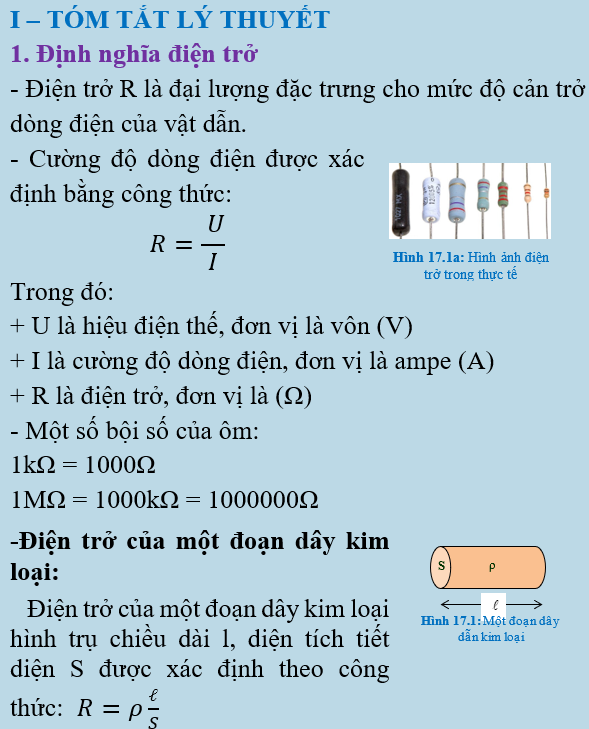 I – TÓM TẮT LÝ THUYẾT
1. Định nghĩa điện trở
- Điện trở R là đại lượng đặc trưng cho mức độ cản trở
dòng điện của vật dẫn.
- Cường độ dòng điện được xác
định bằng công thức:
R = U/I
Hình 17.1a: Hình ảnh điện
trở trong thực tế
Trong đó:
+ U là hiệu điện thế, đơn vị là vôn (V)
+ I là cường độ dòng điện, đơn vị là ampe (A)
+ R là điện trở, đơn vị là (Ω)
- Một số bội số của ôm:
1kΩ = 1000Ω
1MΩ = 1000kΩ = 1000000Ω
-Điện trở của một đoạn dây kim
loại:
Điện trở của một đoạn dây kim loại
hình trụ chiều dài l, diện tích tiết
diện S được xác định theo công
thức: R = ρ ℓ/S
S
ρ
ℓ
Hình 17.1: Một đoạn dây
dẫn kim loại